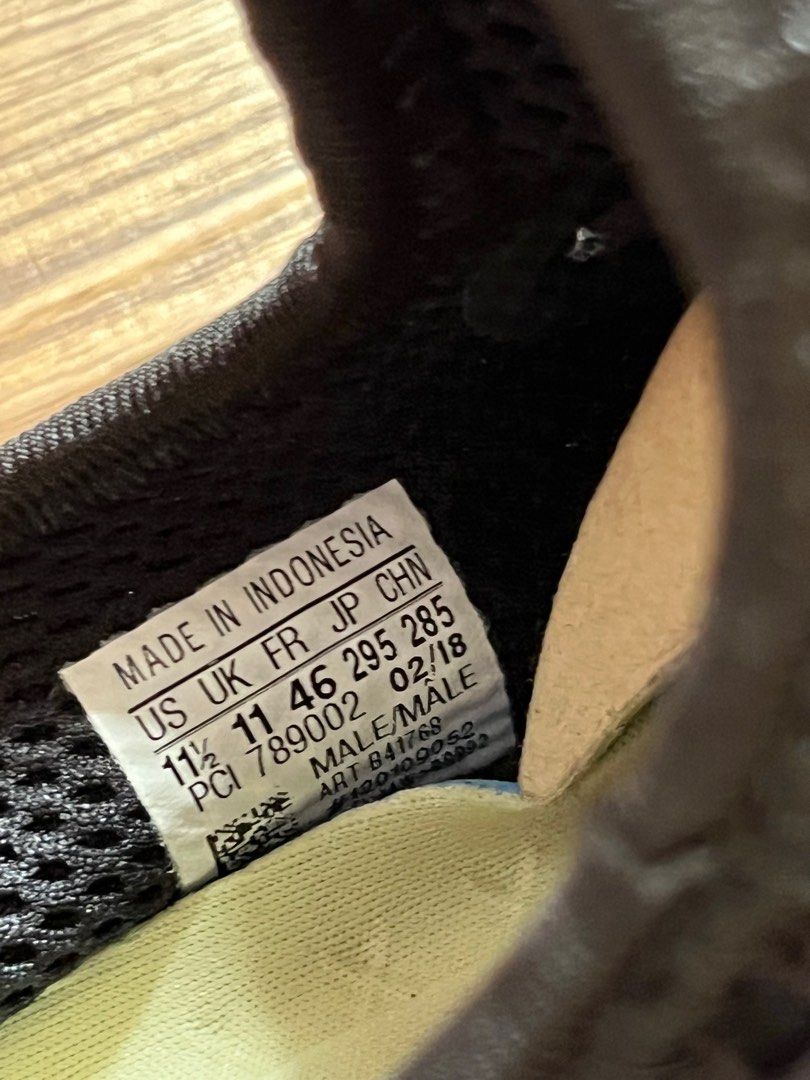 MADE IN INDONESIA
US UK FR JP CHN
11½ 11 46 295 285
PCI 789002 02/18
MALE/MÂLE
ART B41768